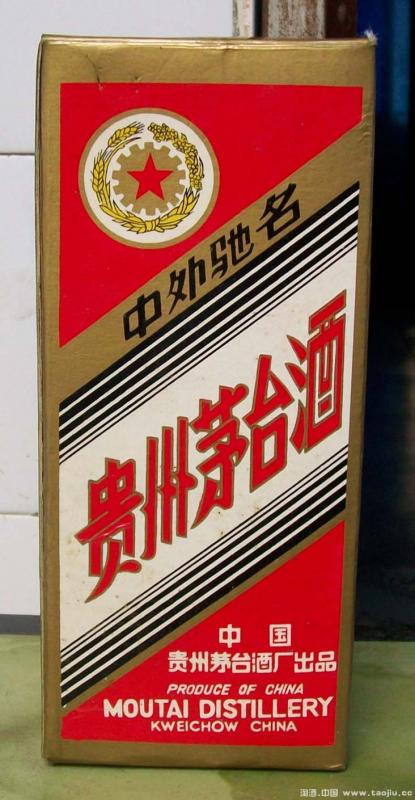 中外驰名
贵州茅台酒
中国
贵州茅台酒厂出品
PRODUCE OF CHINA
MOUTAI DISTILLERY
KWEICHOW CHINA
淘酒.中国 www.taojiu.cc